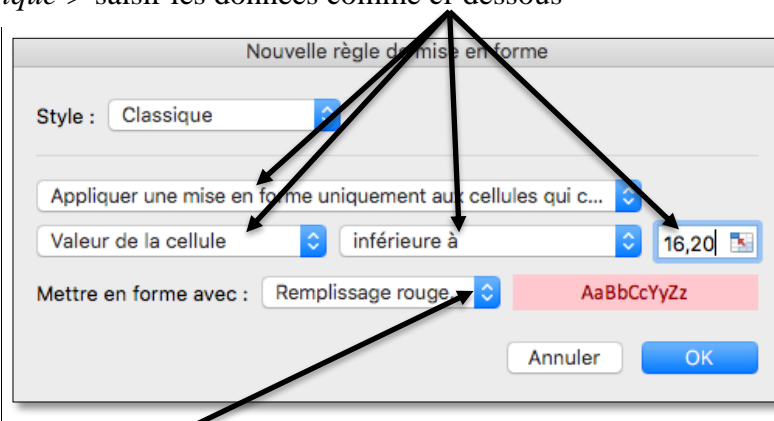 ique > saisir les données comme ci-dessous
Nouvelle règle de mise en forme
Style : Classique
Appliquer une mise en forme uniquement aux cellules qui c...
Valeur de la cellule inférieure à 16,20
Mettre en forme avec : Remplissage rouge... AaBbCcYyZz
Annuler OK